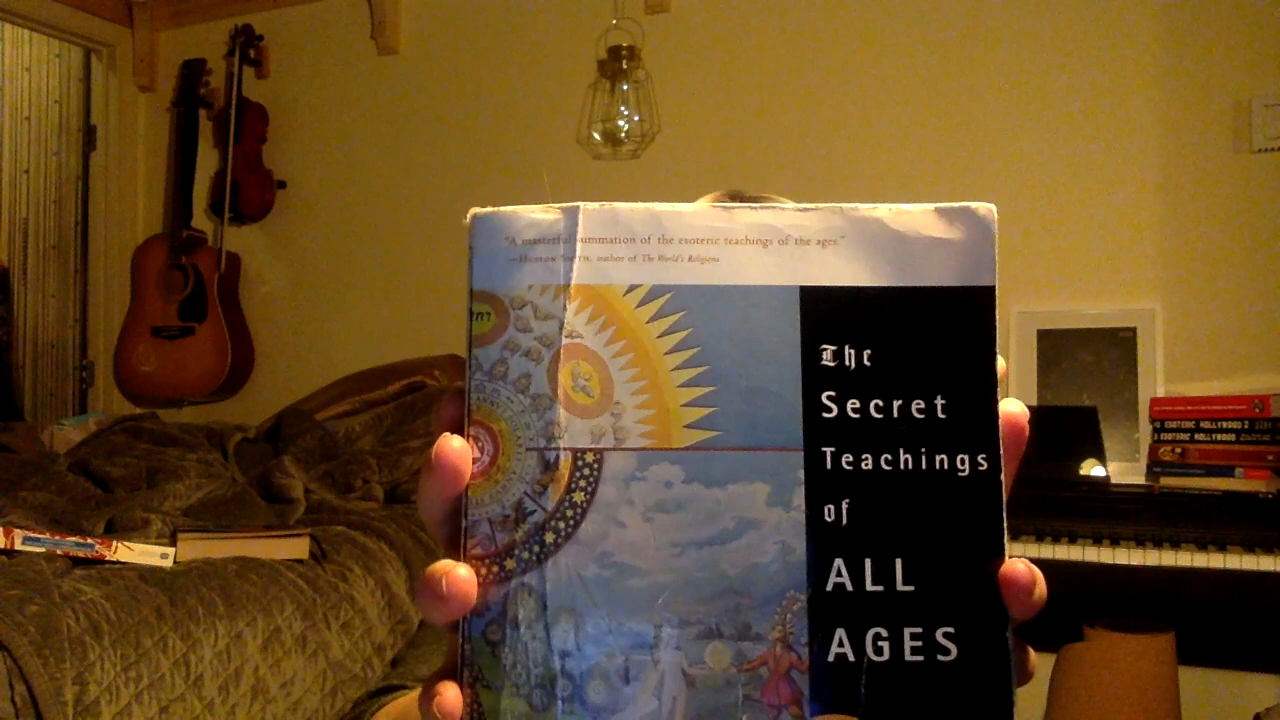 "A masterful summation of the esoteric teachings of the ages."
—HUSTON SMITH, author of The World's Religions
The
Secret
Teachings
of
ALL
AGES
ESOTERIC HOLLYWOOD
ESOTERIC HOLLYWOOD